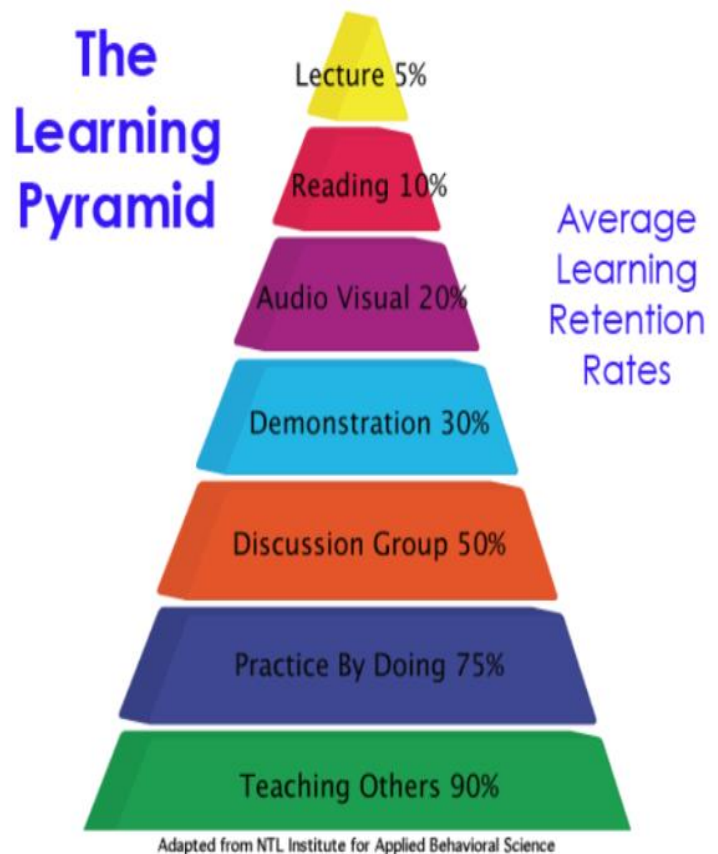 The
Learning
Pyramid
Lecture 5%
Reading 10%
Audio Visual 20%
Average
Learning
Retention
Rates
Demonstration 30%
Discussion Group 50%
Practice By Doing 75%
Teaching Others 90%
Adapted from NTL Institute for Applied Behavioral Science